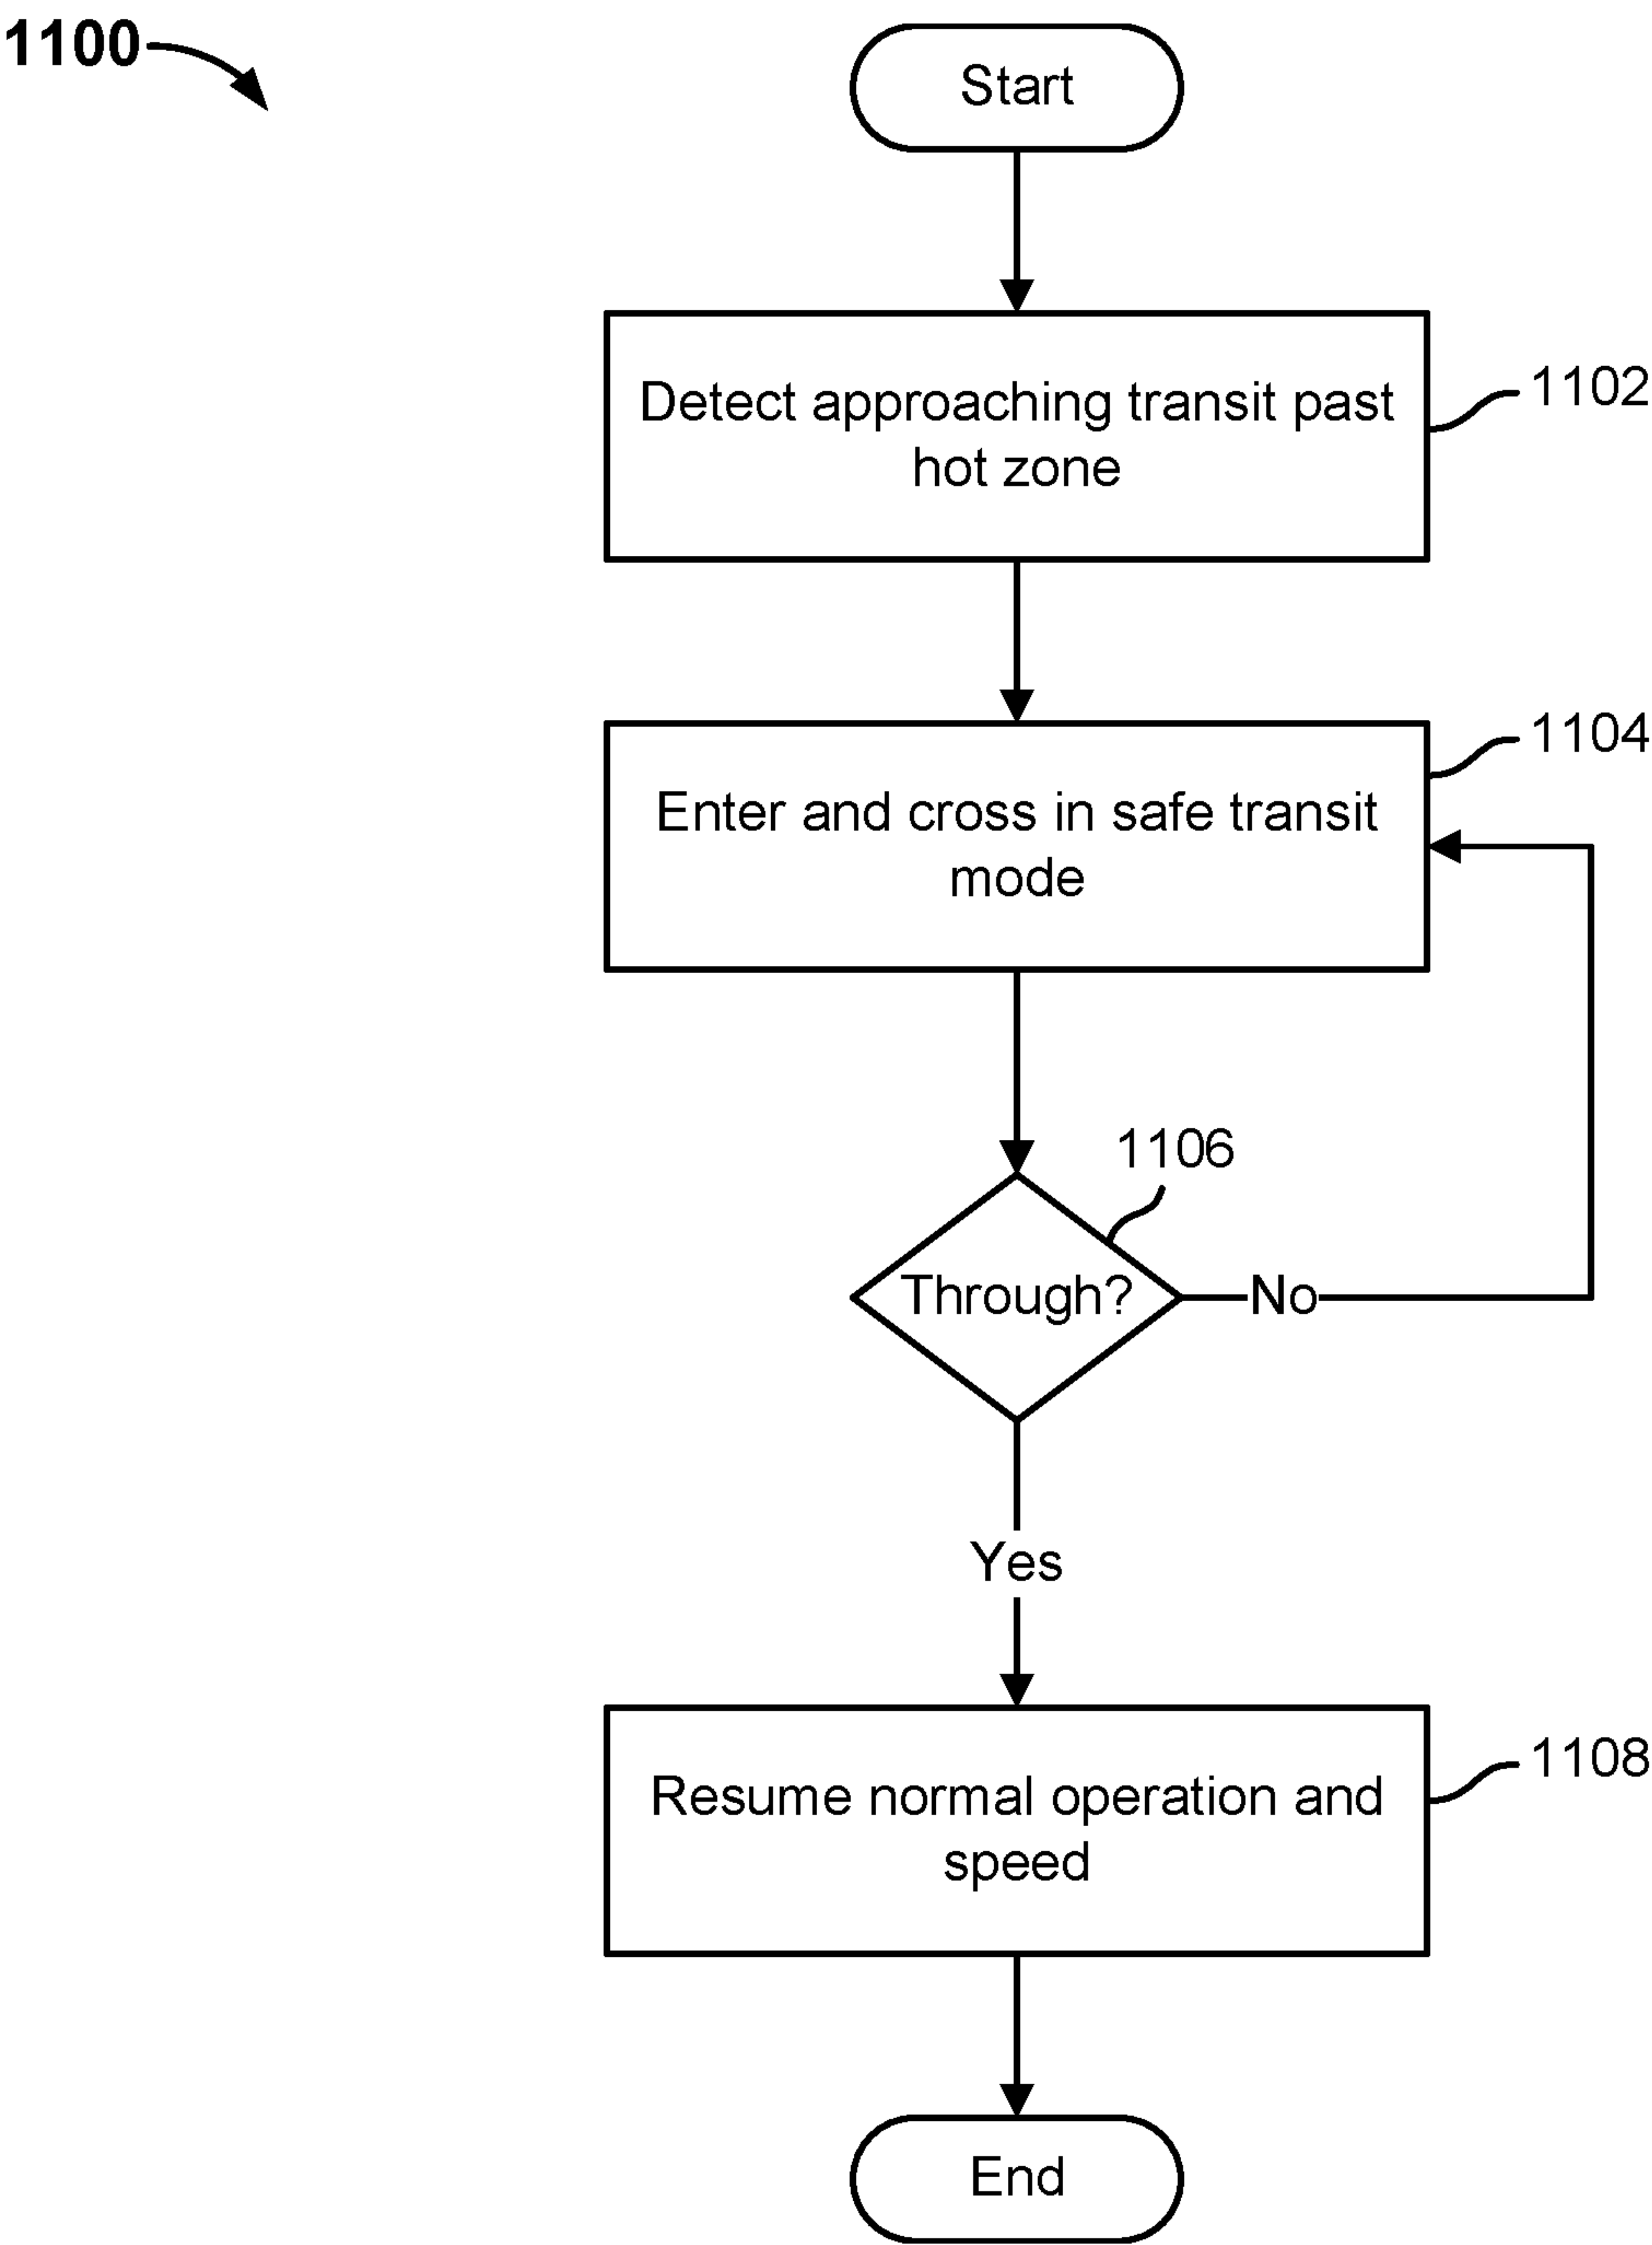 1100
Start
Detect approaching transit past
hot zone
1102
Enter and cross in safe transit
mode
1104
1106
Through?
No
Yes
Resume normal operation and
speed
1108
End